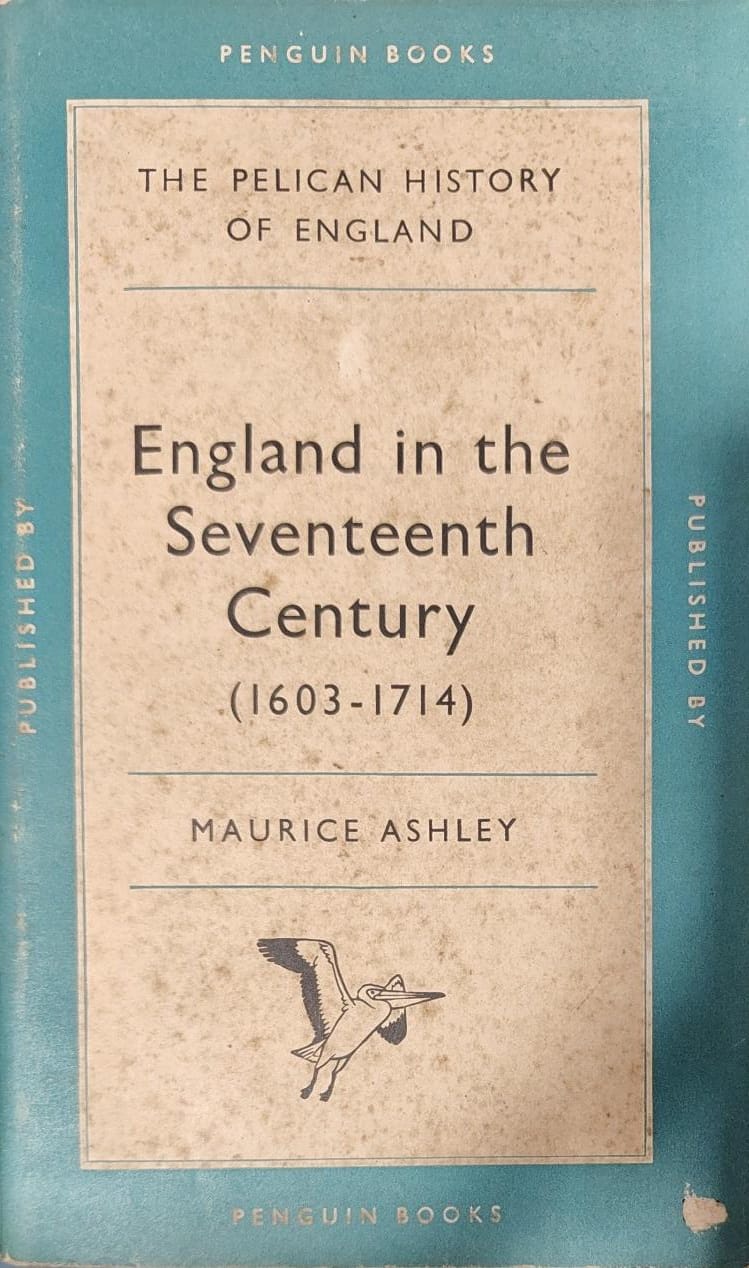 PENGUIN BOOKS
THE PELICAN HISTORY
OF ENGLAND
England in the
Seventeenth
Century
(1603-1714)
MAURICE ASHLEY
PUBLISHED BY
PUBLISHED BY
PENGUIN BOOKS